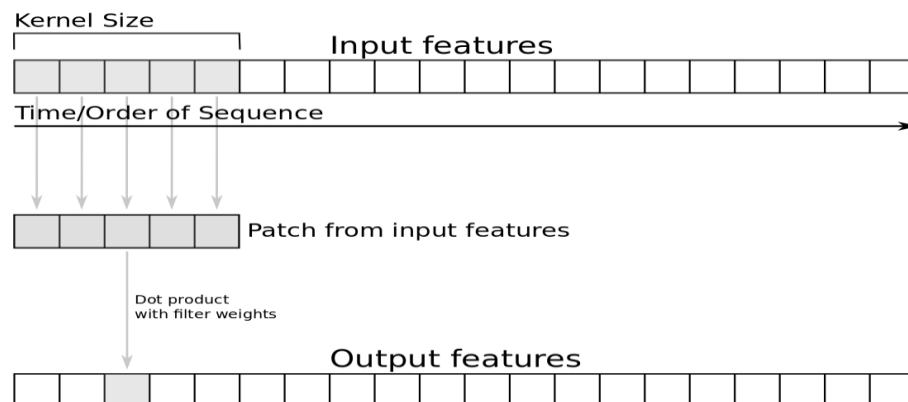 Kernel Size
Input features
Time/Order of Sequence
Patch from input features
Dot product
with filter weights
Output features